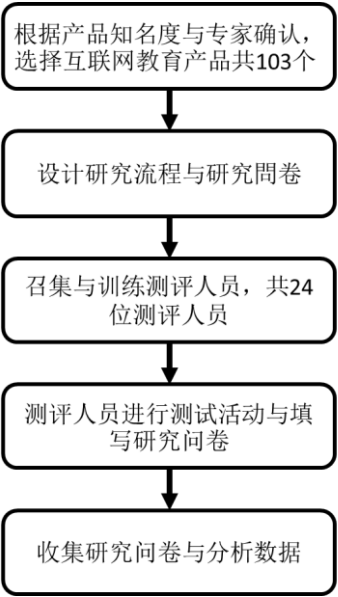 根据产品知名度与专家确认，
选择互联网教育产品共103个
设计研究流程与研究問卷
召集与训练测评人员，共24
位测评人员
测评人员进行测试活动与填
写研究问卷
收集研究问卷与分析数据